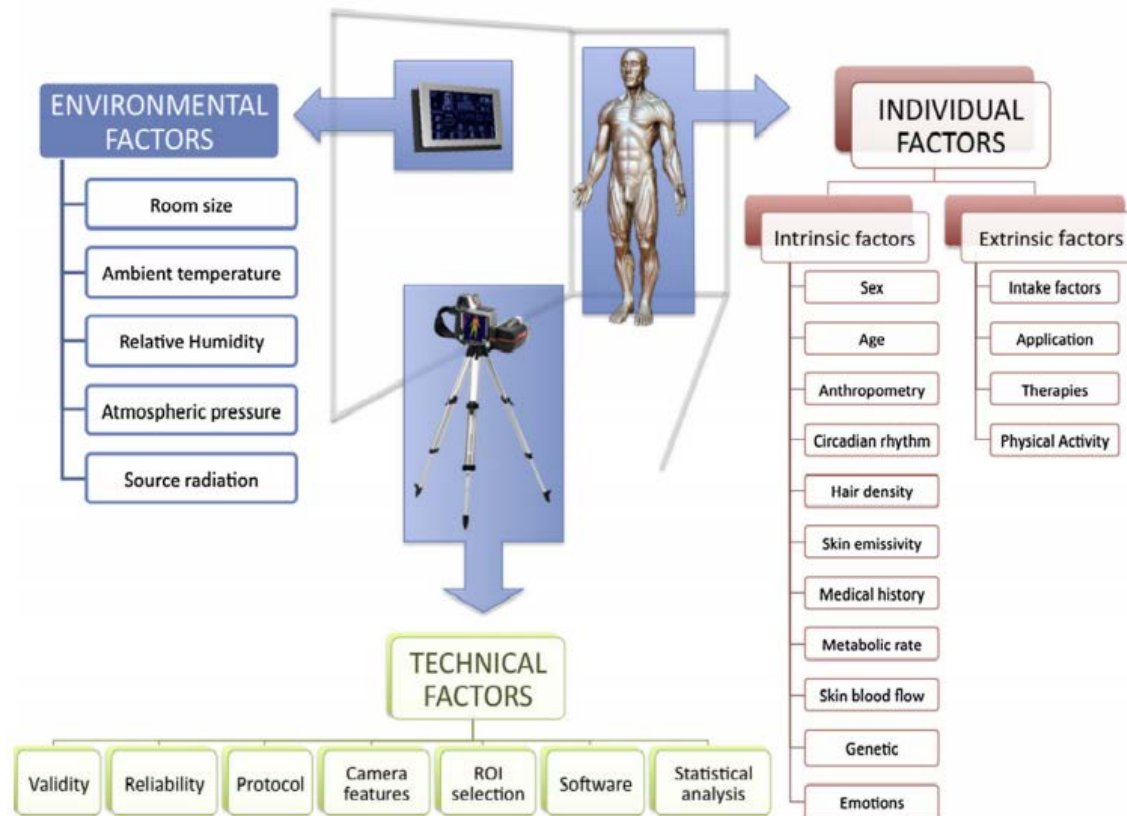 ENVIRONMENTAL
FACTORS
Room size
Ambient temperature
Relative Humidity
Atmospheric pressure
Source radiation
INDIVIDUAL
FACTORS
Intrinsic factors
Sex
Age
Anthropometry
Circadian rhythm
Hair density
Skin emissivity
Medical history
Metabolic rate
Skin blood flow
Genetic
Emotions
Extrinsic factors
Intake factors
Application
Therapies
Physical Activity
TECHNICAL
FACTORS
Validity
Reliability
Protocol
Camera
features
ROI
selection
Software
Statistical
analysis